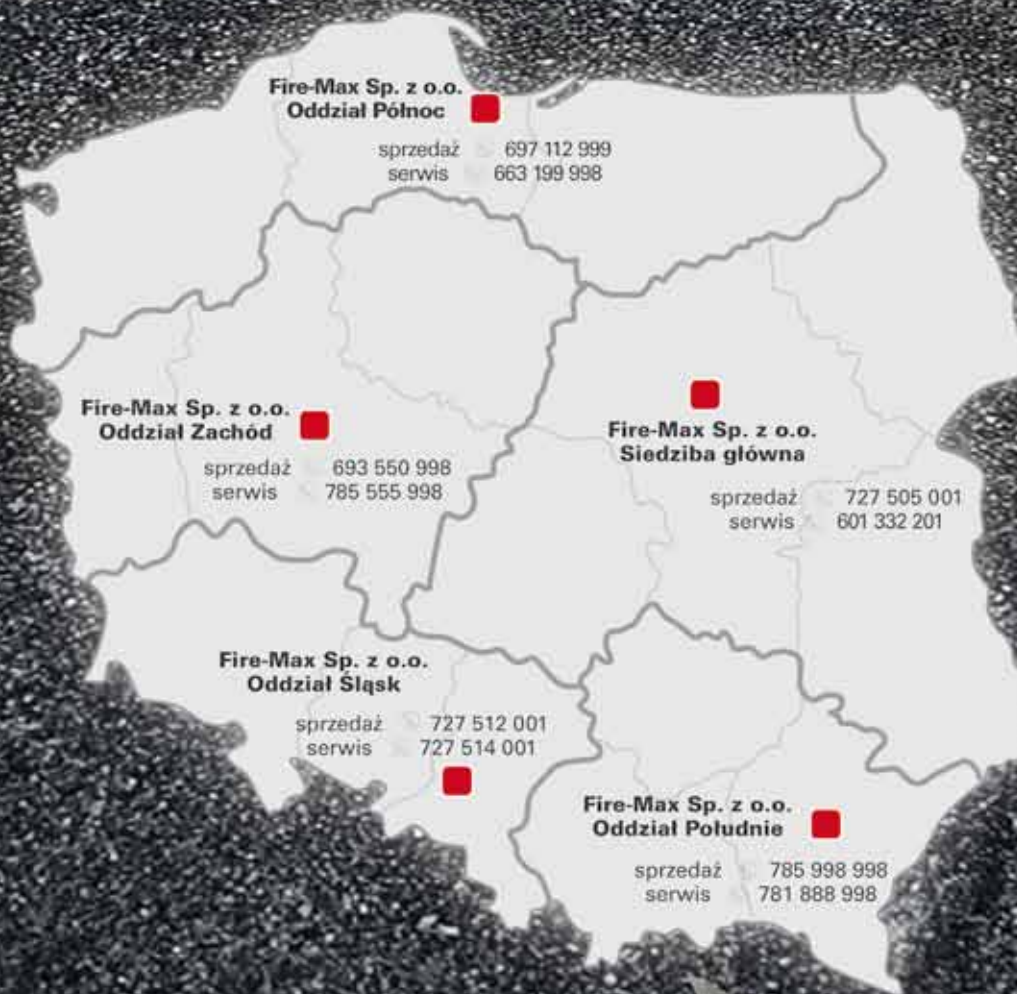 Fire-Max Sp. z o.o.
Oddział Północ
sprzedaż 697 112 999
serwis 663 199 998
Fire-Max Sp. z o.o.
Oddział Zachód
sprzedaż 693 550 998
serwis 785 555 998
Fire-Max Sp. z o.o.
Siedziba główna
sprzedaż 727 505 001
serwis 601 332 201
Fire-Max Sp. z o.o.
Oddział Śląsk
sprzedaż 727 512 001
serwis 727 514 001
Fire-Max Sp. z o.o.
Oddział Południe
sprzedaż 785 998 998
serwis 781 888 998